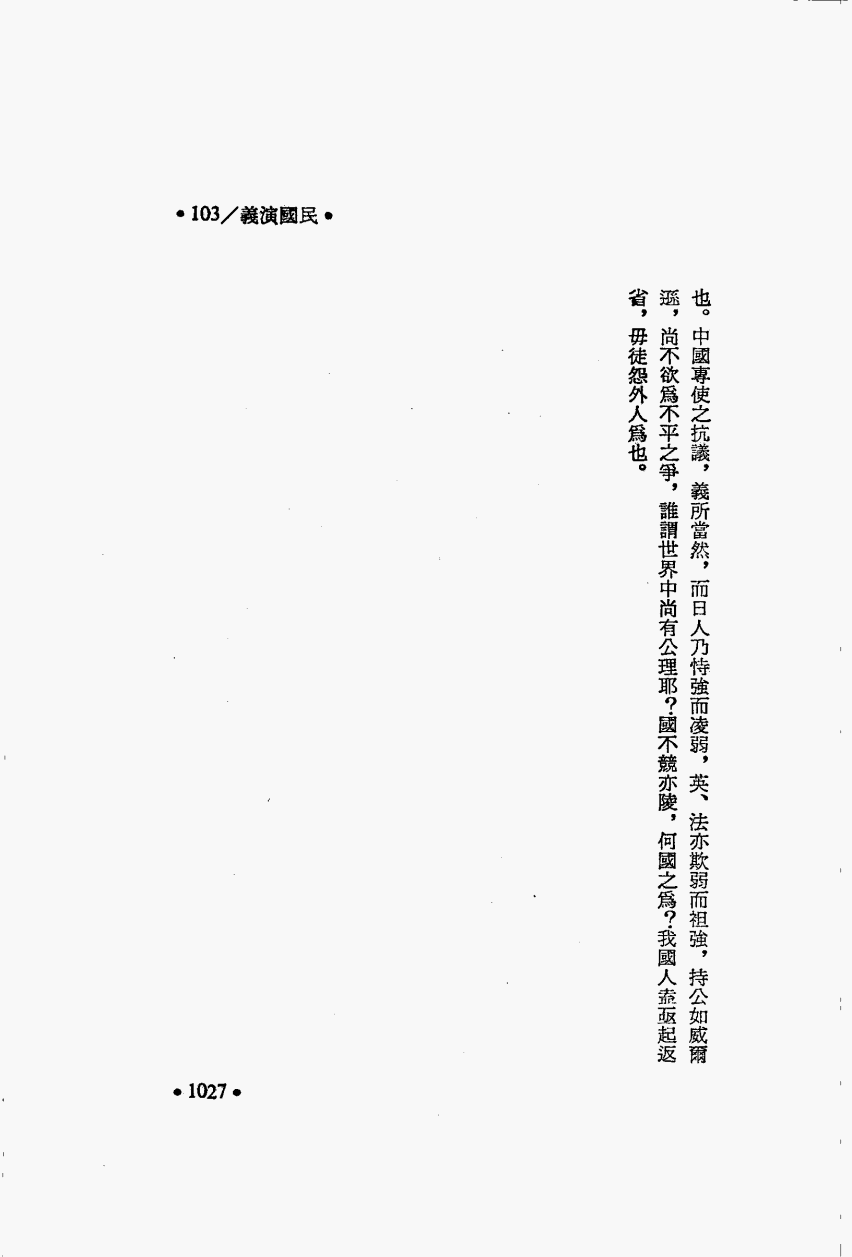 •103/義演國民•
也。中國專使之抗議，義所當然，而日人乃恃強而凌弱，英、法亦欺弱而袒強，持公如威爾
遜，尚不欲爲不平之爭，誰謂世界中尚有公理耶？國不競亦陵，何國之爲？我國人盍亟起返
省，毋徒怨外人爲也。
•1027•